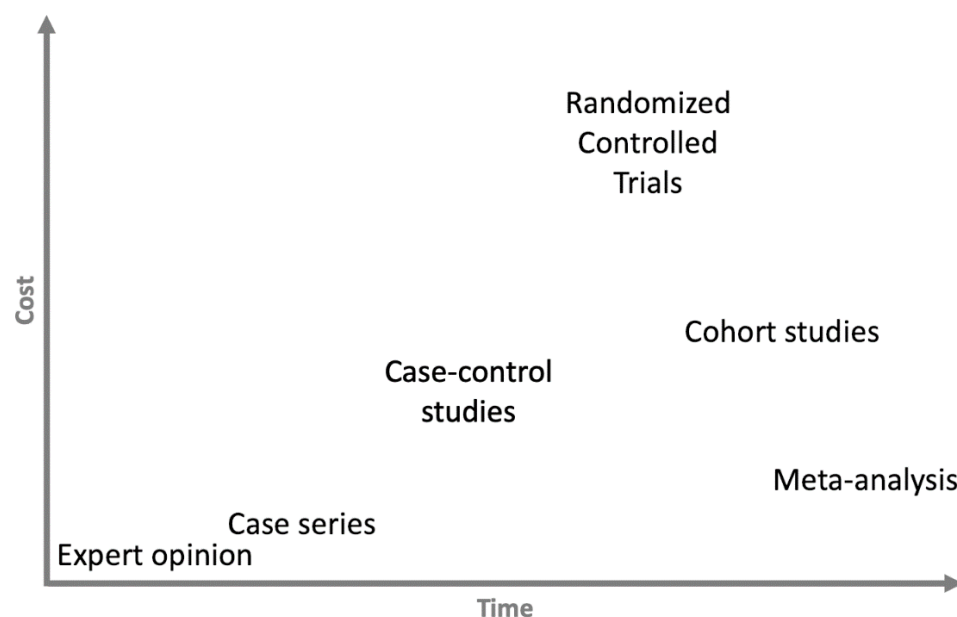 Randomized
Controlled
Trials
Cost
Cohort studies
Case-control
studies
Meta-analysis
Case series
Expert opinion
Time